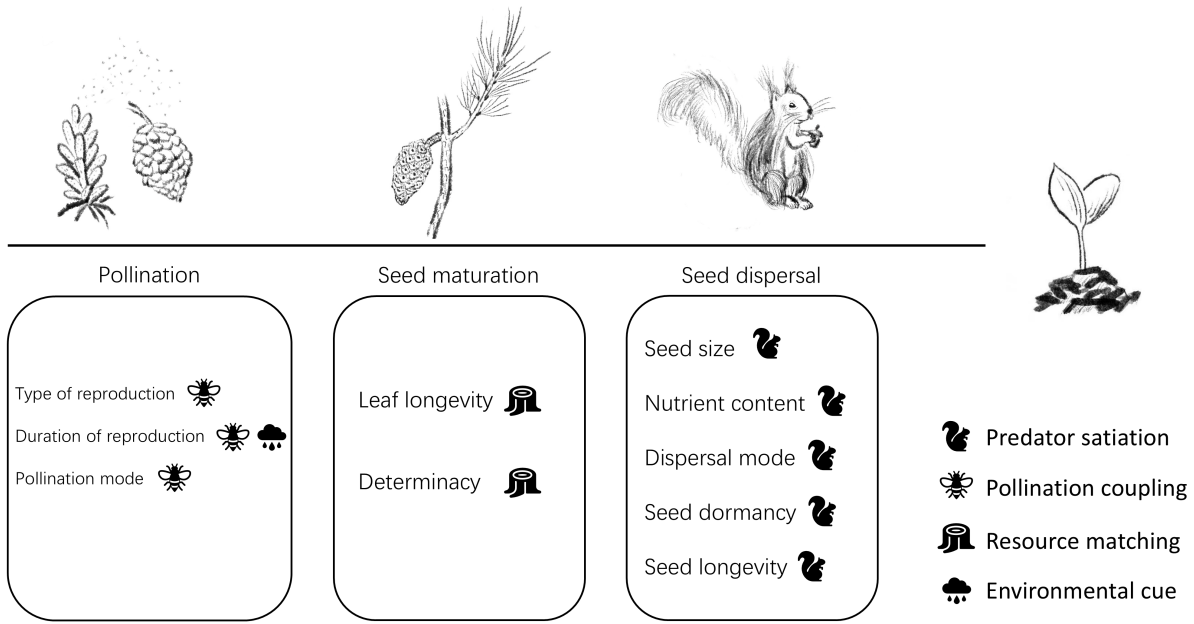 Pollination
Type of reproduction
Duration of reproduction
Pollination mode
Seed maturation
Leaf longevity
Determinacy
Seed dispersal
Seed size
Nutrient content
Dispersal mode
Seed dormancy
Seed longevity
Predator satiation
Pollination coupling
Resource matching
Environmental cue